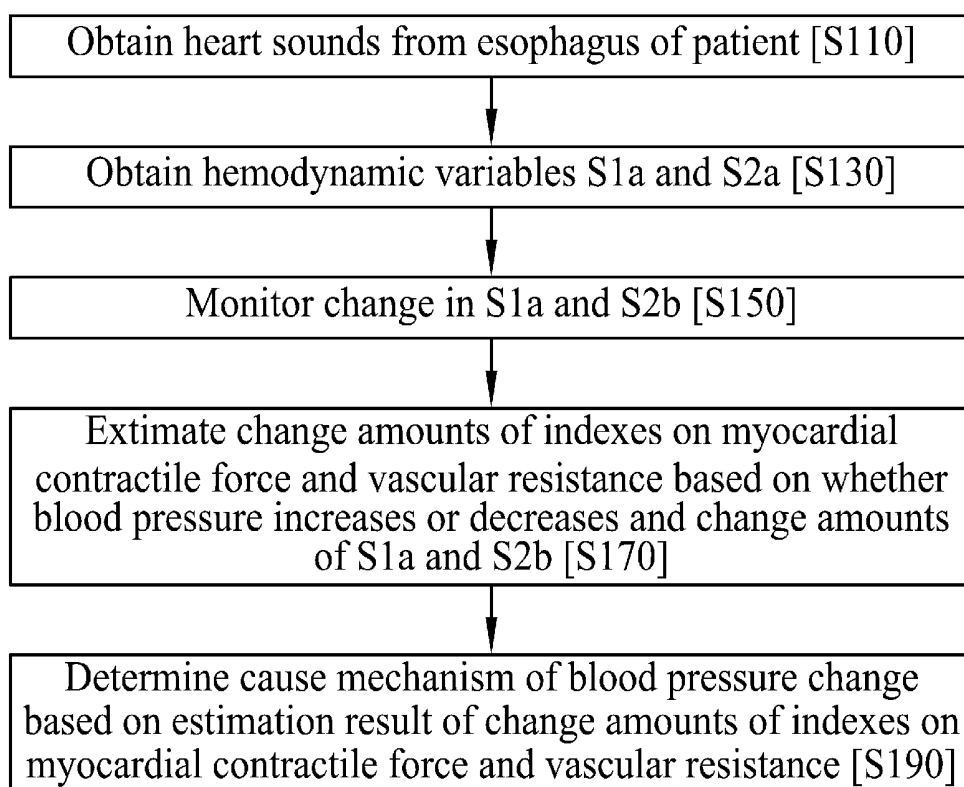 Obtain heart sounds from esophagus of patient [S110]
Obtain hemodynamic variables S1a and S2a [S130]
Monitor change in S1a and S2b [S150]
Extimate change amounts of indexes on myocardial
contractile force and vascular resistance based on whether
blood pressure increases or decreases and change amounts
of S1a and S2b [S170]
Determine cause mechanism of blood pressure change
based on estimation result of change amounts of indexes on
myocardial contractile force and vascular resistance [S190]